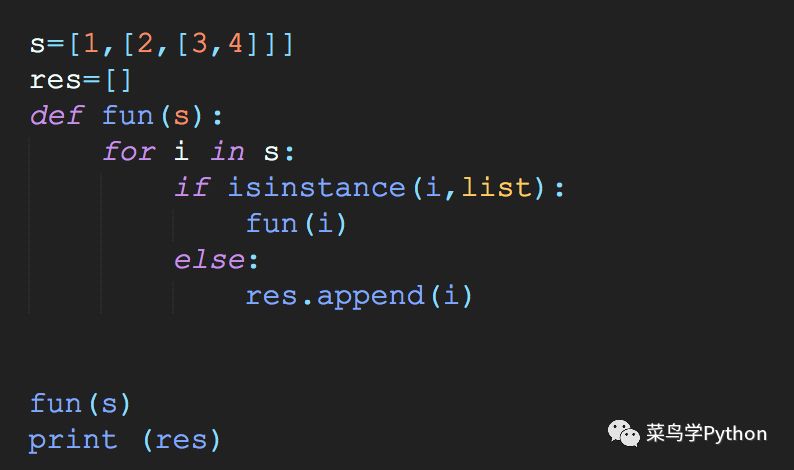 s=[1,[2,[3,4]]]
res=[]
def fun(s):
    for i in s:
        if isinstance(i,list):
            fun(i)
        else:
            res.append(i)
fun(s)
print (res)
菜鸟学Python